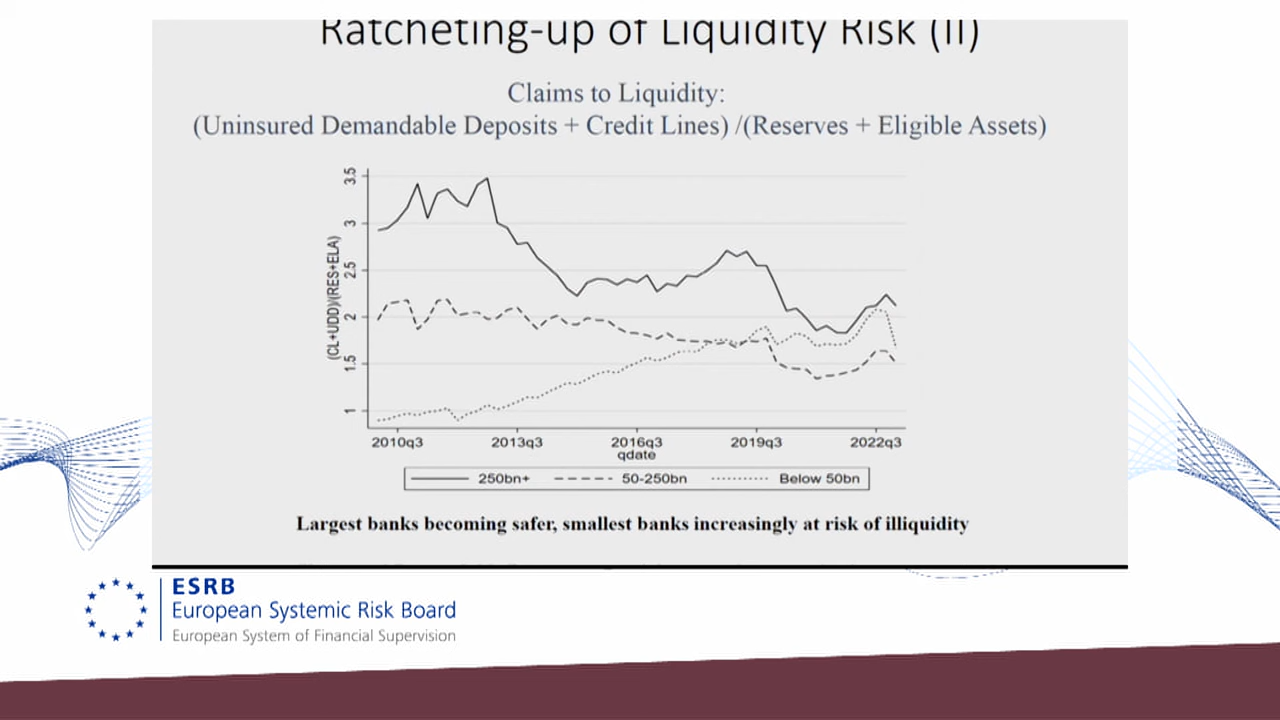 Ratcheting-up of Liquidity Risk (II)
Claims to Liquidity:
(Uninsured Demandable Deposits + Credit Lines) /(Reserves + Eligible Assets)
(CL+UDD)/(RES+ELA)
3.5
3
2.5
2
1.5
1
2010q3 2013q3 2016q3 2019q3 2022q3
qdate
250bn+ 50-250bn Below 50bn
Largest banks becoming safer, smallest banks increasingly at risk of illiquidity
ESRB
European Systemic Risk Board
European System of Financial Supervision